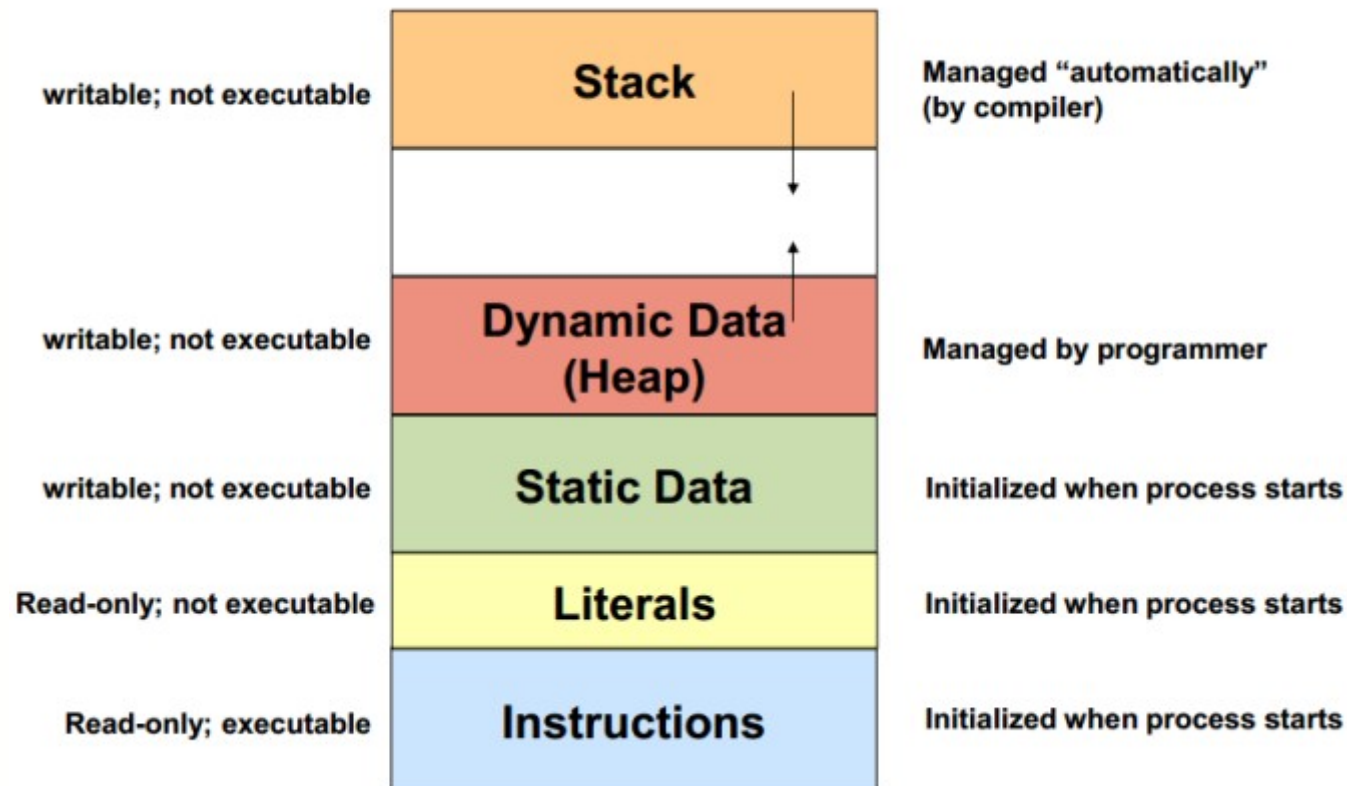 writable; not executable
Stack
Managed “automatically”
(by compiler)
writable; not executable
Dynamic Data
(Heap)
Managed by programmer
writable; not executable
Static Data
Initialized when process starts
Read-only; not executable
Literals
Initialized when process starts
Read-only; executable
Instructions
Initialized when process starts